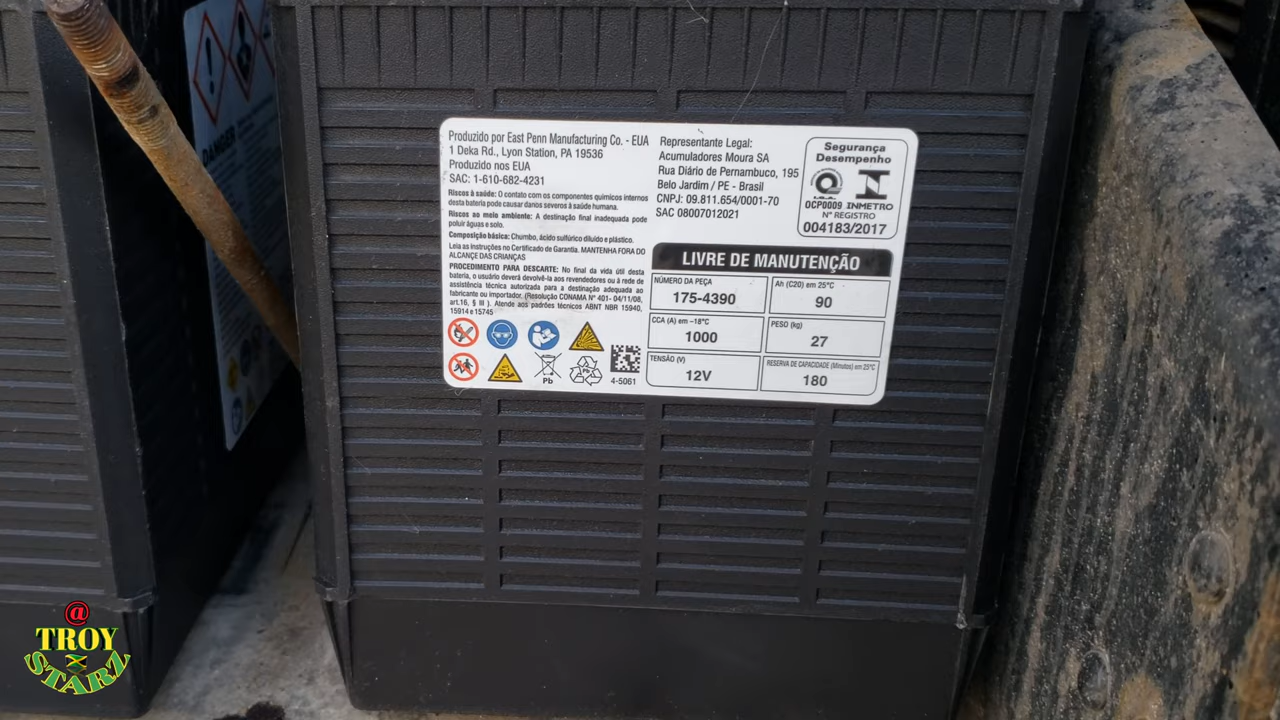 DANGER
Produzido por East Penn Manufacturing Co. - EUA
1 Deka Rd., Lyon Station, PA 19536
Produzido nos EUA
SAC: 1-610-682-4231
Riscos à saúde: O contato com os componentes químicos internos
desta bateria pode causar danos severos à saúde humana.
Riscos ao meio ambiente: A destinação final inadequada pode
poluir águas e solo.
Composição básica: Chumbo, ácido sulfúrico diluído e plástico.
Leia as instruções no Certificado de Garantia. MANTENHA FORA DO
ALCANÇE DAS CRIANÇAS
PROCEDIMENTO PARA DESCARTE: No final da vida útil desta
bateria, o usuário deverá devolvê-la aos revendedores ou à rede de
assistência técnica autorizada para a destinação adequada ao
fabricante ou importador. (Resolução CONAMA Nº 401- 04/11/08,
art.16, § III ). Atende aos padrões técnicos ABNT NBR 15940,
15914 e 15745
Pb
Pb
4-5061
Representante Legal:
Acumuladores Moura SA
Rua Diário de Pernambuco, 195
Belo Jardim / PE - Brasil
CNPJ: 09.811.654/0001-70
SAC 08007012021
Segurança
Desempenho
OCP0009 INMETRO
Nº REGISTRO
004183/2017
LIVRE DE MANUTENÇÃO
NÚMERO DA PEÇA
175-4390
Ah (C20) em 25°C
90
CCA (A) em –18°C
1000
PESO (kg)
27
TENSÃO (V)
12V
RESERVA DE CAPACIDADE (Minutos) em 25°C
180
@
TROY
STARZ